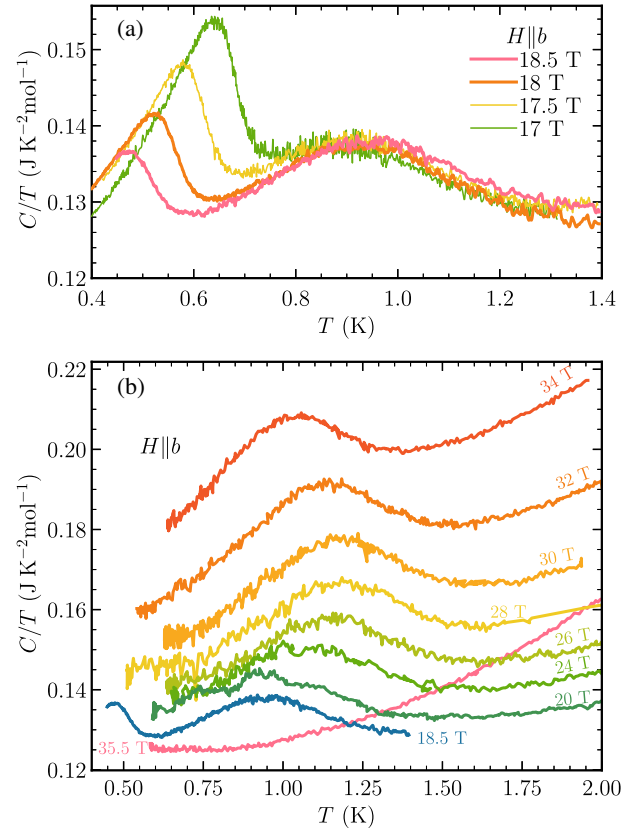 (a)
H∥b
18.5 T
18 T
17.5 T
17 T
C/T (J K⁻²mol⁻¹)
0.15
0.14
0.13
0.12
0.4 0.6 0.8 1.0 1.2 1.4
T (K)
(b)
H∥b
C/T (J K⁻²mol⁻¹)
0.22
0.20
0.18
0.16
0.14
0.12
34 T
32 T
30 T
28 T
26 T
24 T
20 T
18.5 T
35.5 T
0.50 0.75 1.00 1.25 1.50 1.75 2.00
T (K)